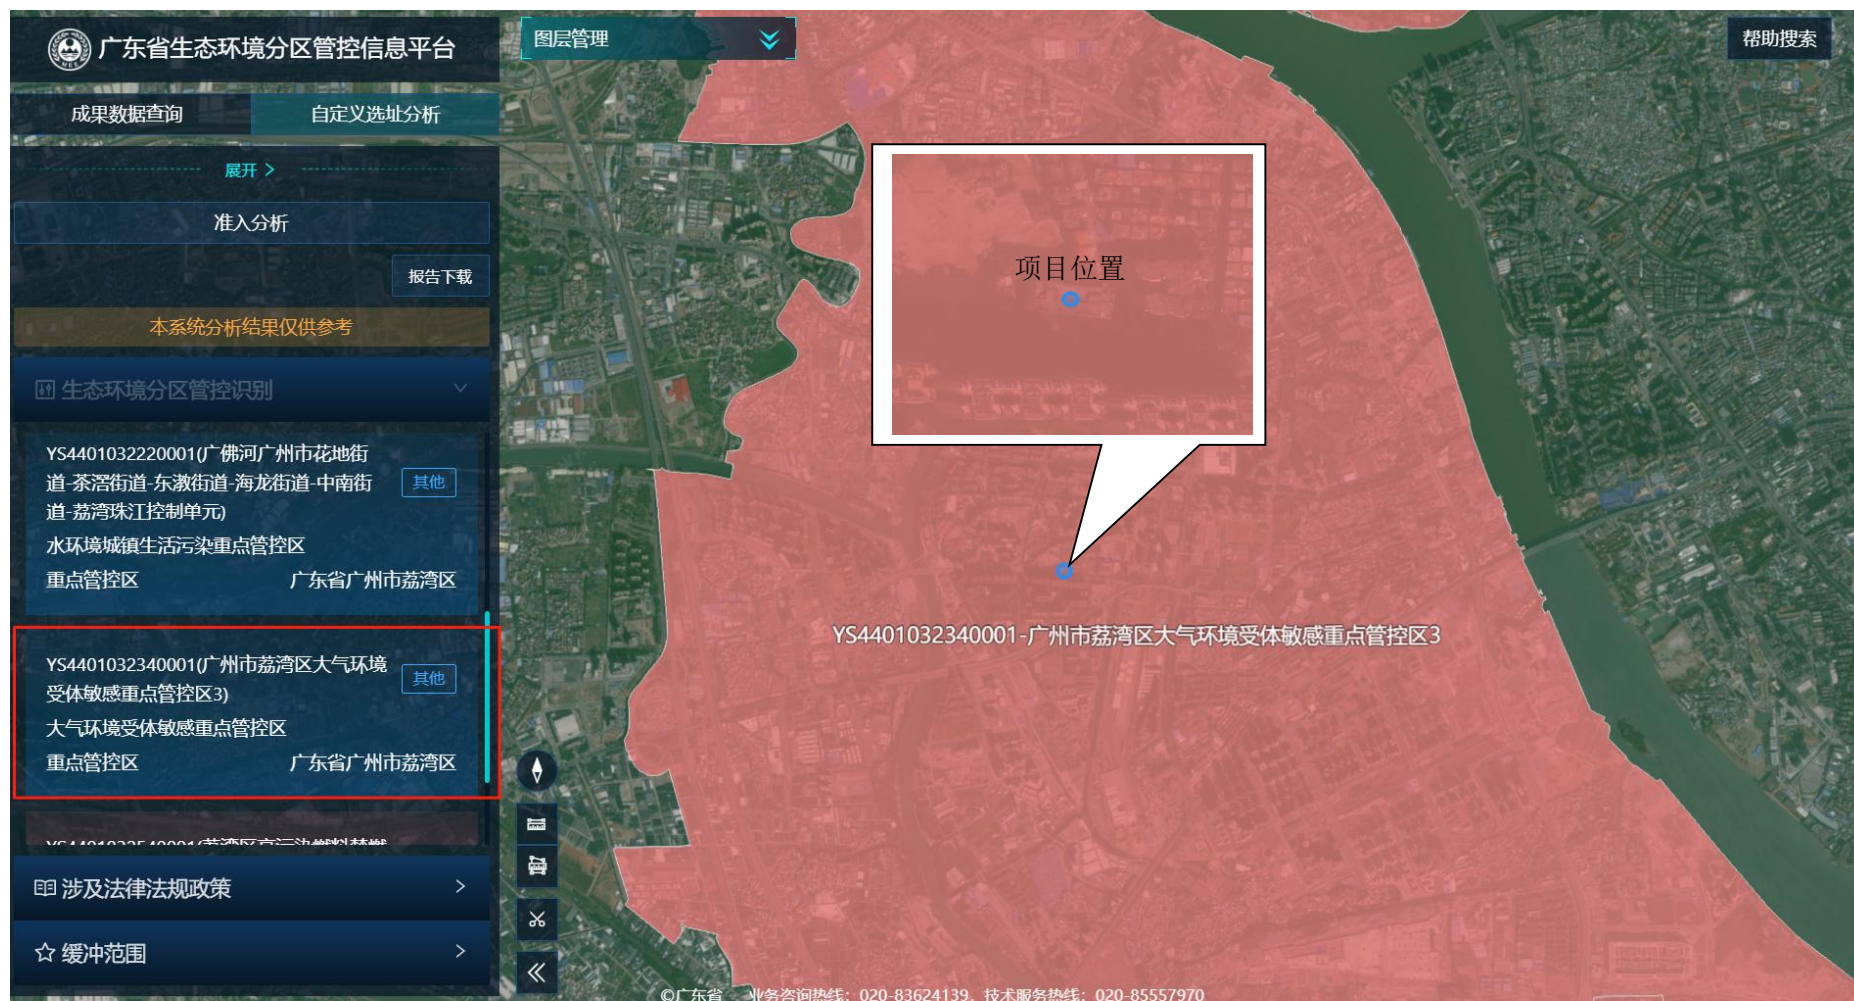 广东省生态环境分区管控信息平台
成果数据查询
自定义选址分析
展开 >
准入分析
报告下载
本系统分析结果仅供参考
生态环境分区管控识别
YS4401032220001(广佛河广州市花地街
道-茶滘街道-东漖街道-海龙街道-中南街
道-荔湾珠江控制单元)
其他
水环境城镇生活污染重点管控区
重点管控区
广东省广州市荔湾区
YS4401032340001(广州市荔湾区大气环境
受体敏感重点管控区3)
其他
大气环境受体敏感重点管控区
重点管控区
广东省广州市荔湾区
涉及法律法规政策
缓冲范围
图层管理
帮助搜索
项目位置
YS4401032340001-广州市荔湾区大气环境受体敏感重点管控区3
©广东省 业务咨询热线：020-83624139，技术服务热线：020-85557970